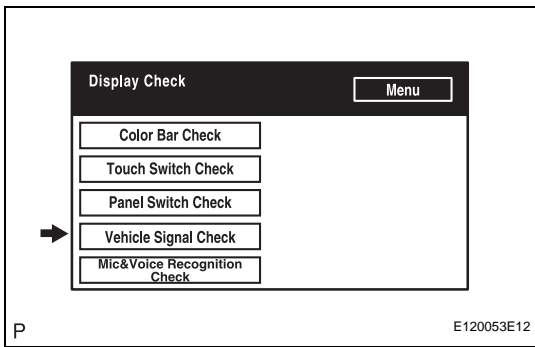 Display Check
Menu
Color Bar Check
Touch Switch Check
Panel Switch Check
Vehicle Signal Check
Mic&Voice Recognition
Check
P
E120053E12